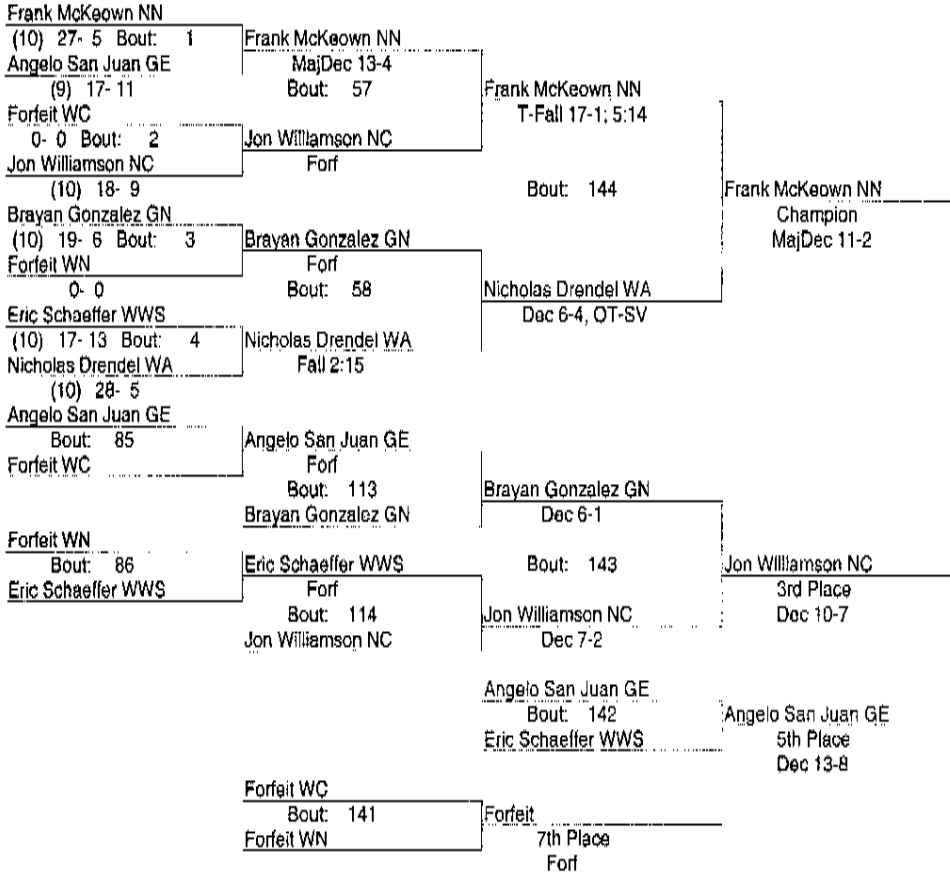 Frank McKeown NN
(10) 27- 5 Bout: 1
Angelo San Juan GE
(9) 17- 11
Forfeit WC
0- 0 Bout: 2
Jon Williamson NC
(10) 18- 9
Brayan Gonzalez GN
(10) 19- 6 Bout: 3
Forfeit WN
0- 0
Eric Schaeffer WWS
(10) 17- 13 Bout: 4
Nicholas Drendel WA
(10) 28- 5
Frank McKeown NN
MajDec 13-4
Bout: 57
Jon Williamson NC
Forf
Brayan Gonzalez GN
Forf
Bout: 58
Nicholas Drendel WA
Fall 2:15
Frank McKeown NN
T-Fall 17-1; 5:14
Bout: 144
Nicholas Drendel WA
Dec 6-4, OT-SV
Frank McKeown NN
Champion
MajDec 11-2
Angelo San Juan GE
Bout: 85
Forfeit WC
Forfeit WN
Bout: 86
Eric Schaeffer WWS
Angelo San Juan GE
Forf
Bout: 113
Brayan Gonzalez GN
Eric Schaeffer WWS
Forf
Bout: 114
Jon Williamson NC
Brayan Gonzalez GN
Dec 6-1
Bout: 143
Jon Williamson NC
Dec 7-2
Jon Williamson NC
3rd Place
Dec 10-7
Angelo San Juan GE
Bout: 142
Eric Schaeffer WWS
Angelo San Juan GE
5th Place
Dec 13-8
Forfeit WC
Bout: 141
Forfeit WN
Forfeit
7th Place
Forf